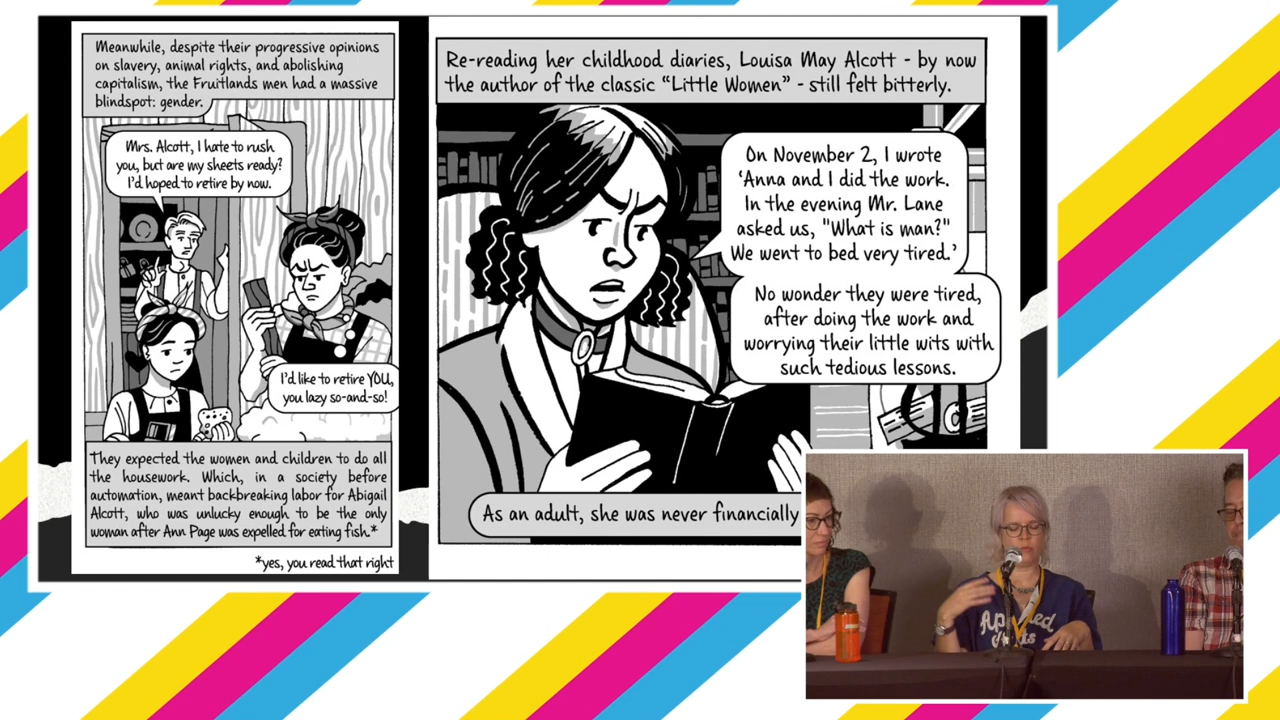 Meanwhile, despite their progressive opinions
on slavery, animal rights, and abolishing
capitalism, the Fruitlands men had a massive
blindspot: gender.
Mrs. Alcott, I hate to rush
you, but are my sheets ready?
I'd hoped to retire by now.
I'd like to retire YOU,
you lazy so-and-so!
They expected the women and children to do all
the housework. Which, in a society before
automation, meant backbreaking labor for Abigail
Alcott, who was unlucky enough to be the only
woman after Ann Page was expelled for eating fish.*
*yes, you read that right
Re-reading her childhood diaries, Louisa May Alcott - by now
the author of the classic "Little Women" - still felt bitterly.
On November 2, I wrote
'Anna and I did the work.
In the evening Mr. Lane
asked us, "What is man?"
We went to bed very tired.'
No wonder they were tired,
after doing the work and
worrying their little wits with
such tedious lessons.
As an adult, she was never financially